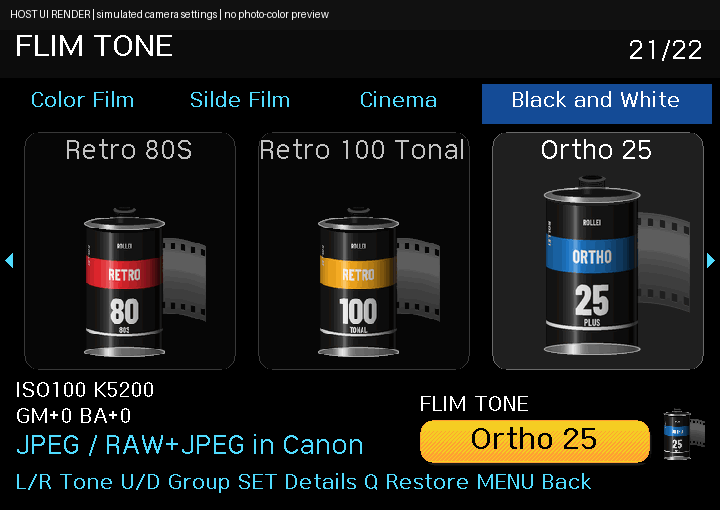 HOST UI RENDER | simulated camera settings | no photo-color preview
FLIM TONE
21/22
Color Film
Silde Film
Cinema
Black and White
Retro 80S
Retro 100 Tonal
Ortho 25
ROLLEI
RETRO
80
80S
ROLLEI
RETRO
100
TONAL
ROLLEI
ORTHO
25
PLUS
ISO100 K5200
GM+0 BA+0
JPEG / RAW+JPEG in Canon
FLIM TONE
Ortho 25
ORTHO
25
L/R Tone U/D Group SET Details Q Restore MENU Back